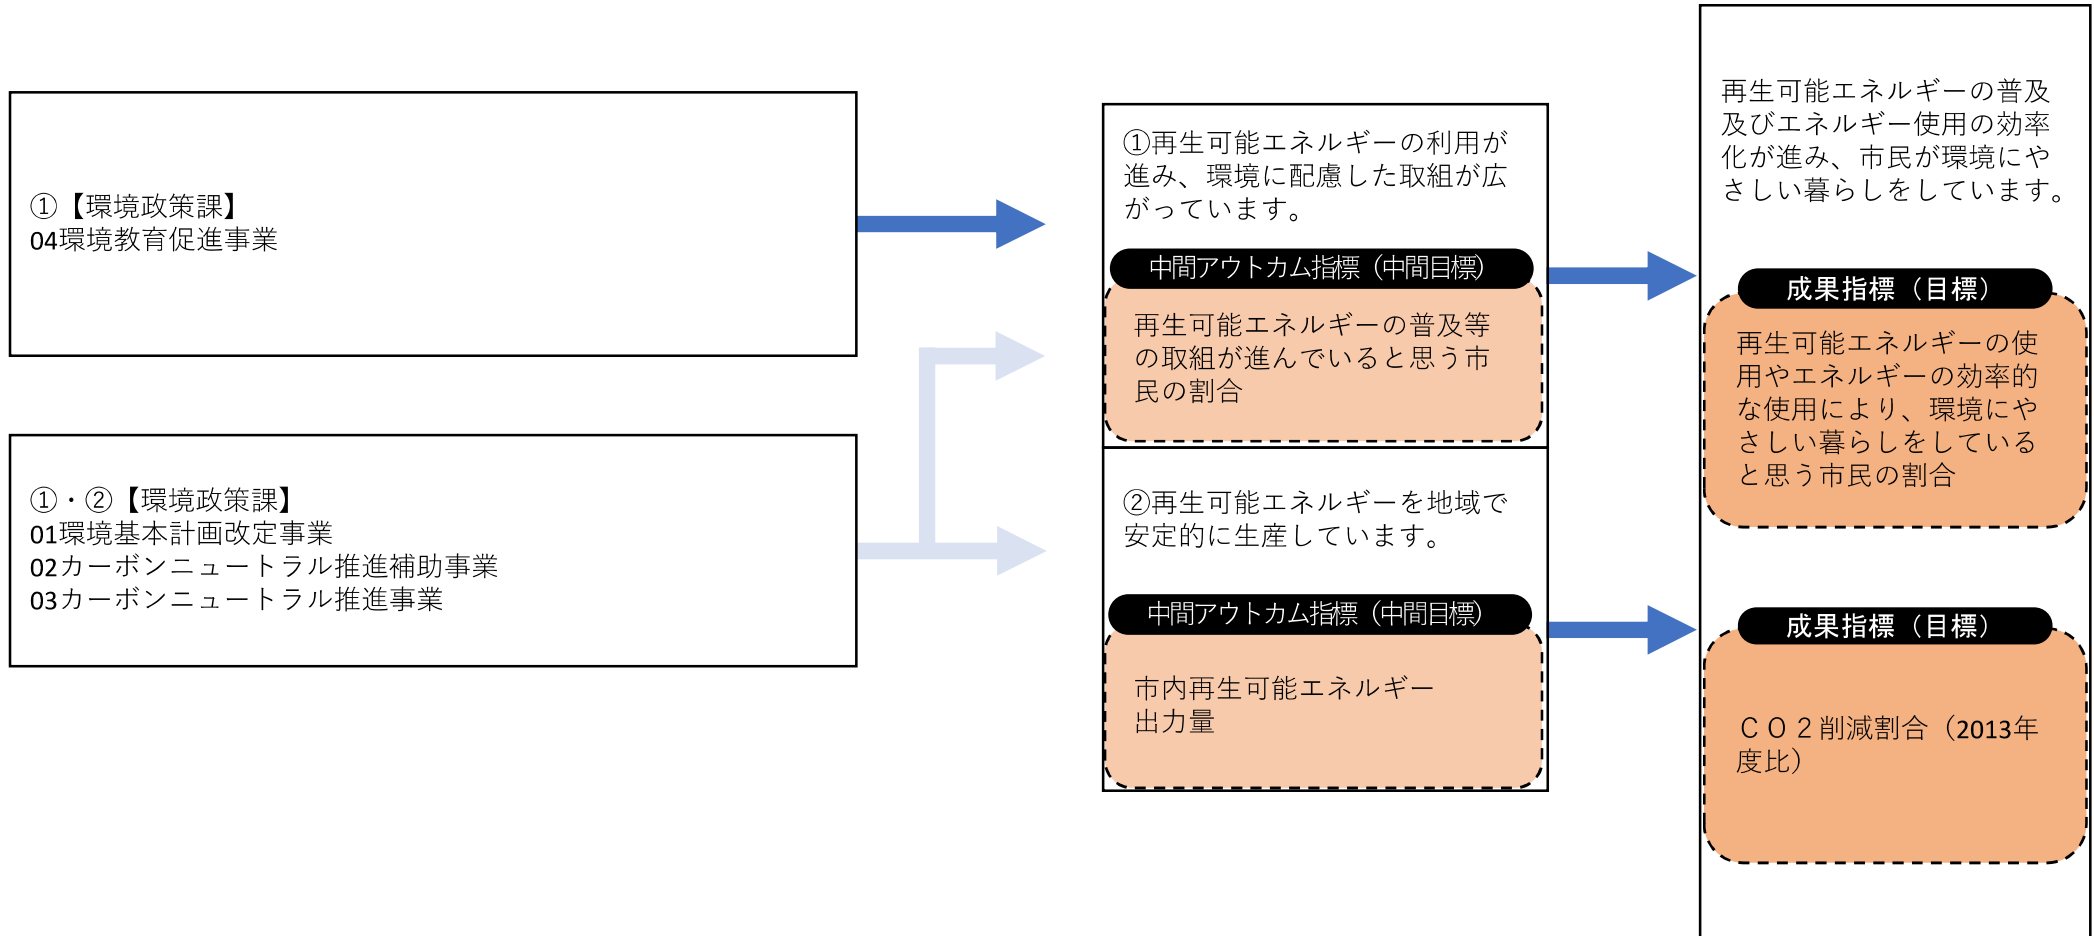 ①【環境政策課】
04環境教育促進事業
①・②【環境政策課】
01環境基本計画改定事業
02カーボンニュートラル推進補助事業
03カーボンニュートラル推進事業
①再生可能エネルギーの利用が
進み、環境に配慮した取組が広
がっています。
中間アウトカム指標（中間目標）
再生可能エネルギーの普及等
の取組が進んでいると思う市
民の割合
②再生可能エネルギーを地域で
安定的に生産しています。
中間アウトカム指標（中間目標）
市内再生可能エネルギー
出力量
再生可能エネルギーの普及
及びエネルギー使用の効率
化が進み、市民が環境にや
さしい暮らしをしています。
成果指標（目標）
再生可能エネルギーの使
用やエネルギーの効率的
な使用により、環境にや
さしい暮らしをしている
と思う市民の割合
成果指標（目標）
ＣＯ２削減割合（2013年
度比）